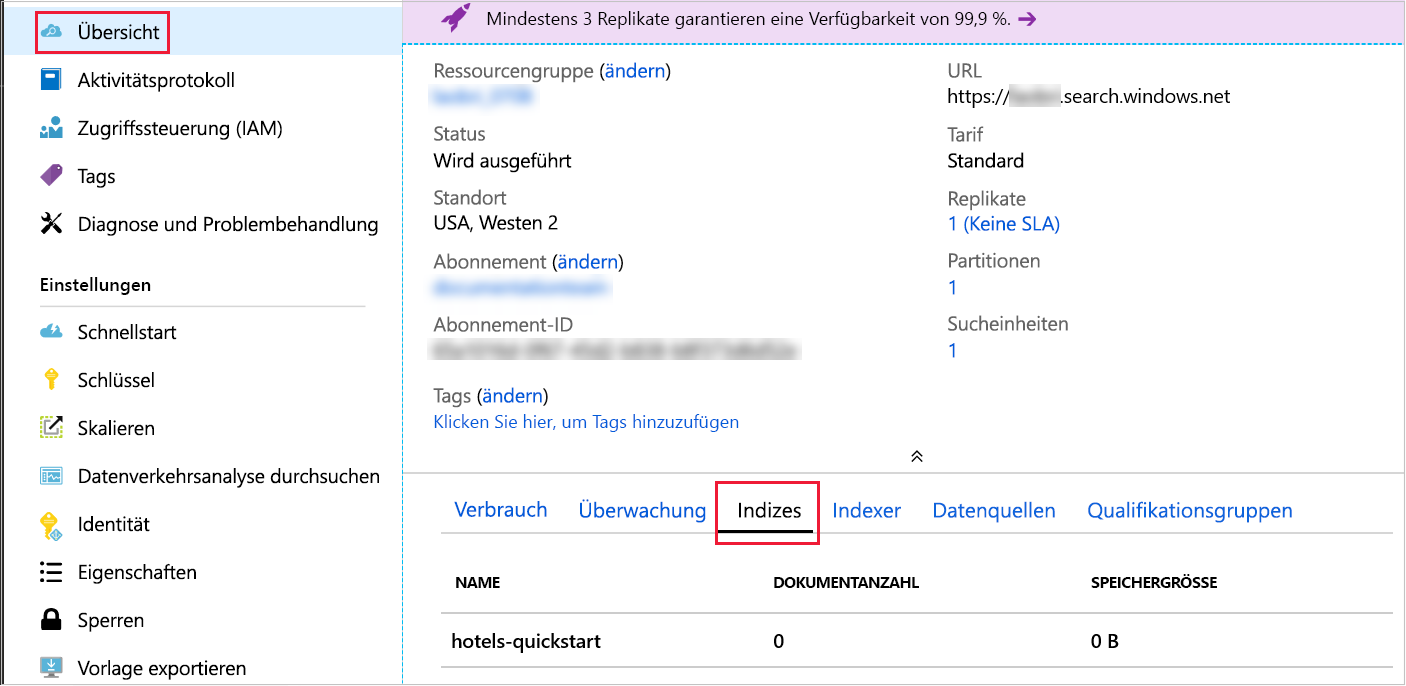 Übersicht
Aktivitätsprotokoll
Zugriffssteuerung (IAM)
Tags
Diagnose und Problembehandlung
Einstellungen
Schnellstart
Schlüssel
Skalieren
Datenverkehrsanalyse durchsuchen
Identität
Eigenschaften
Sperren
Vorlage exportieren
Mindestens 3 Replikate garantieren eine Verfügbarkeit von 99,9 %. →
Ressourcengruppe (ändern)
Status
Wird ausgeführt
Standort
USA, Westen 2
Abonnement (ändern)
Abonnement-ID
Tags (ändern)
Klicken Sie hier, um Tags hinzuzufügen
URL
https://.search.windows.net
Tarif
Standard
Replikate
1 (Keine SLA)
Partitionen
1
Sucheinheiten
1
Verbrauch Überwachung Indizes Indexer Datenquellen Qualifikationsgruppen
NAME DOKUMENTANZAHL SPEICHERGRÖSSE
hotels-quickstart 0 0 B